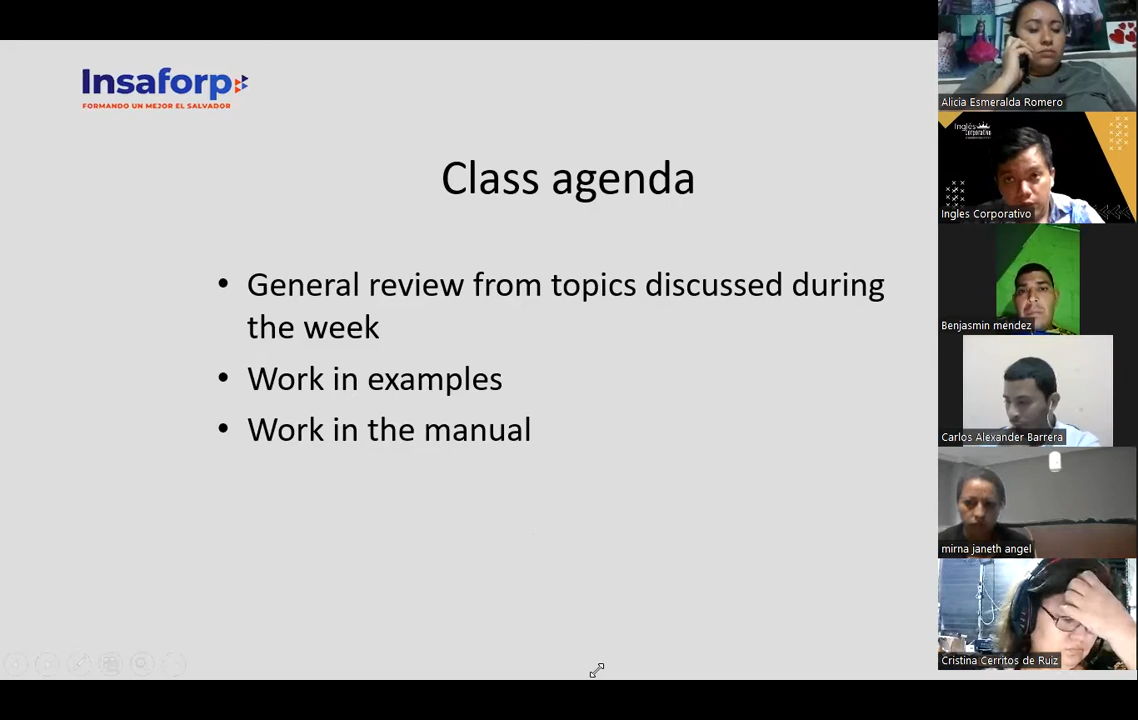 Insaforp
FORMANDO UN MEJOR EL SALVADOR
Class agenda
• General review from topics discussed during
the week
• Work in examples
• Work in the manual
Alicia Esmeralda Romero
Inglés
Corporativo
Ingles Corporativo
Benjasmin mendez
Carlos Alexander Barrera
mirna janeth angel
Cristina Cerritos de Ruiz